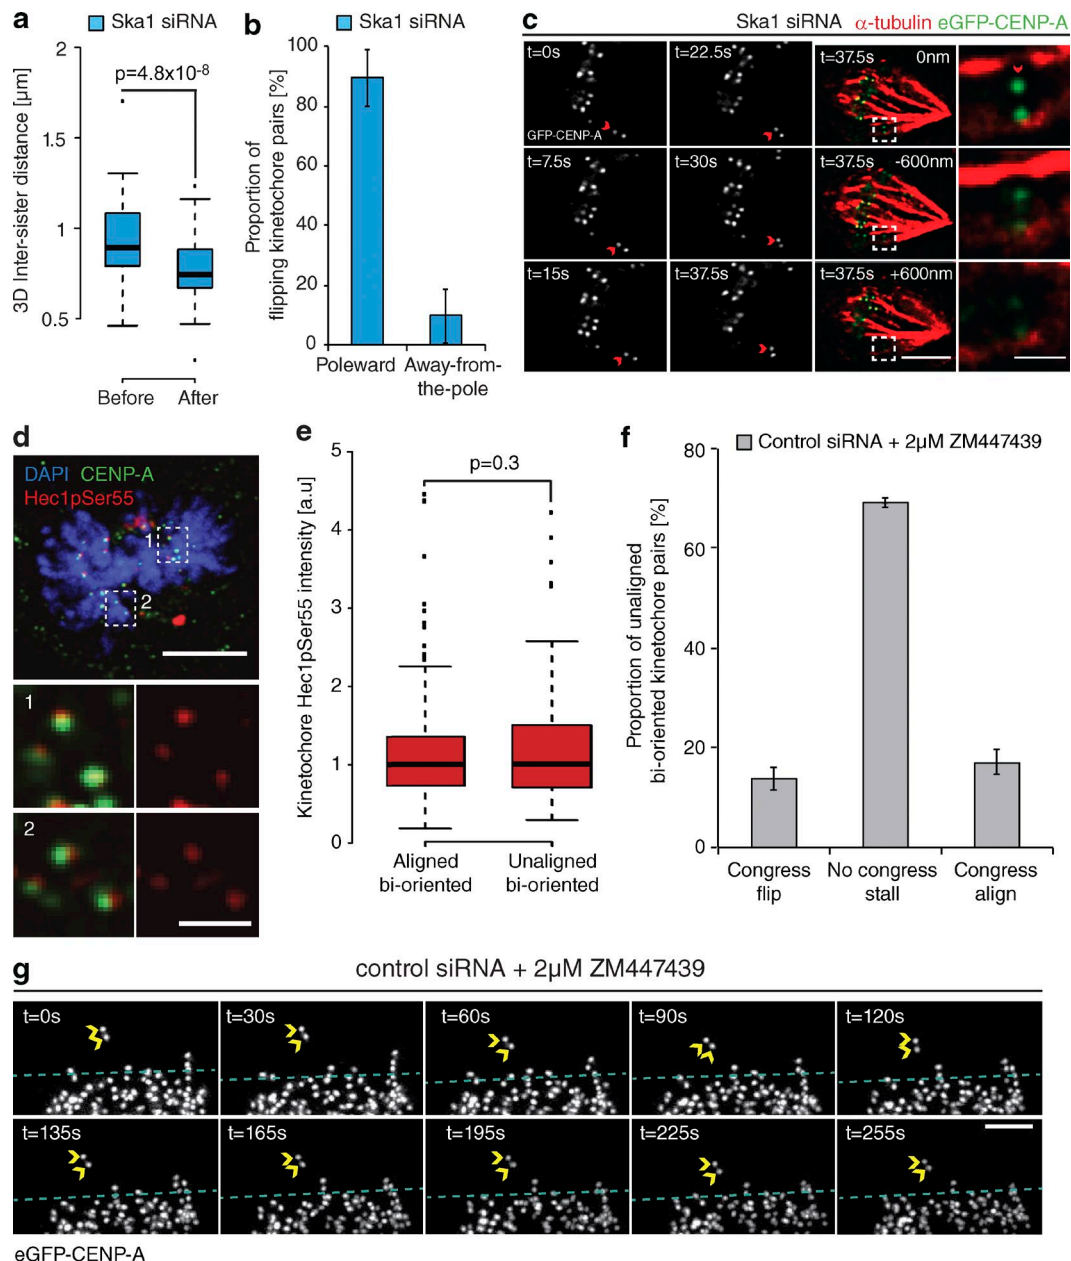 a
Ska1 siRNA
3D Inter-sister distance [µm]
2
1.5
1
0.5
p=4.8x10-8
Before
After
b
Ska1 siRNA
Proportion of
flipping kinetochore pairs [%]
100
80
60
40
20
0
Poleward
Away-from-
the-pole
c
Ska1 siRNA α-tubulin eGFP-CENP-A
t=0s
GFP-CENP-A
t=22.5s
t=37.5s
0nm
t=7.5s
t=30s
t=37.5s
-600nm
t=15s
t=37.5s
t=37.5s
+600nm
d
DAPI CENP-A
Hec1pSer55
1
2
1
2
e
Kinetochore Hec1pSer55 intensity [a.u]
5
4
3
2
1
0
p=0.3
Aligned
bi-oriented
Unaligned
bi-oriented
f
Control siRNA + 2µM ZM447439
Proportion of unaligned
bi-oriented kinetochore pairs [%]
80
60
40
20
0
Congress
flip
No congress
stall
Congress
align
g
control siRNA + 2µM ZM447439
t=0s
t=30s
t=60s
t=90s
t=120s
t=135s
t=165s
t=195s
t=225s
t=255s
eGFP-CENP-A